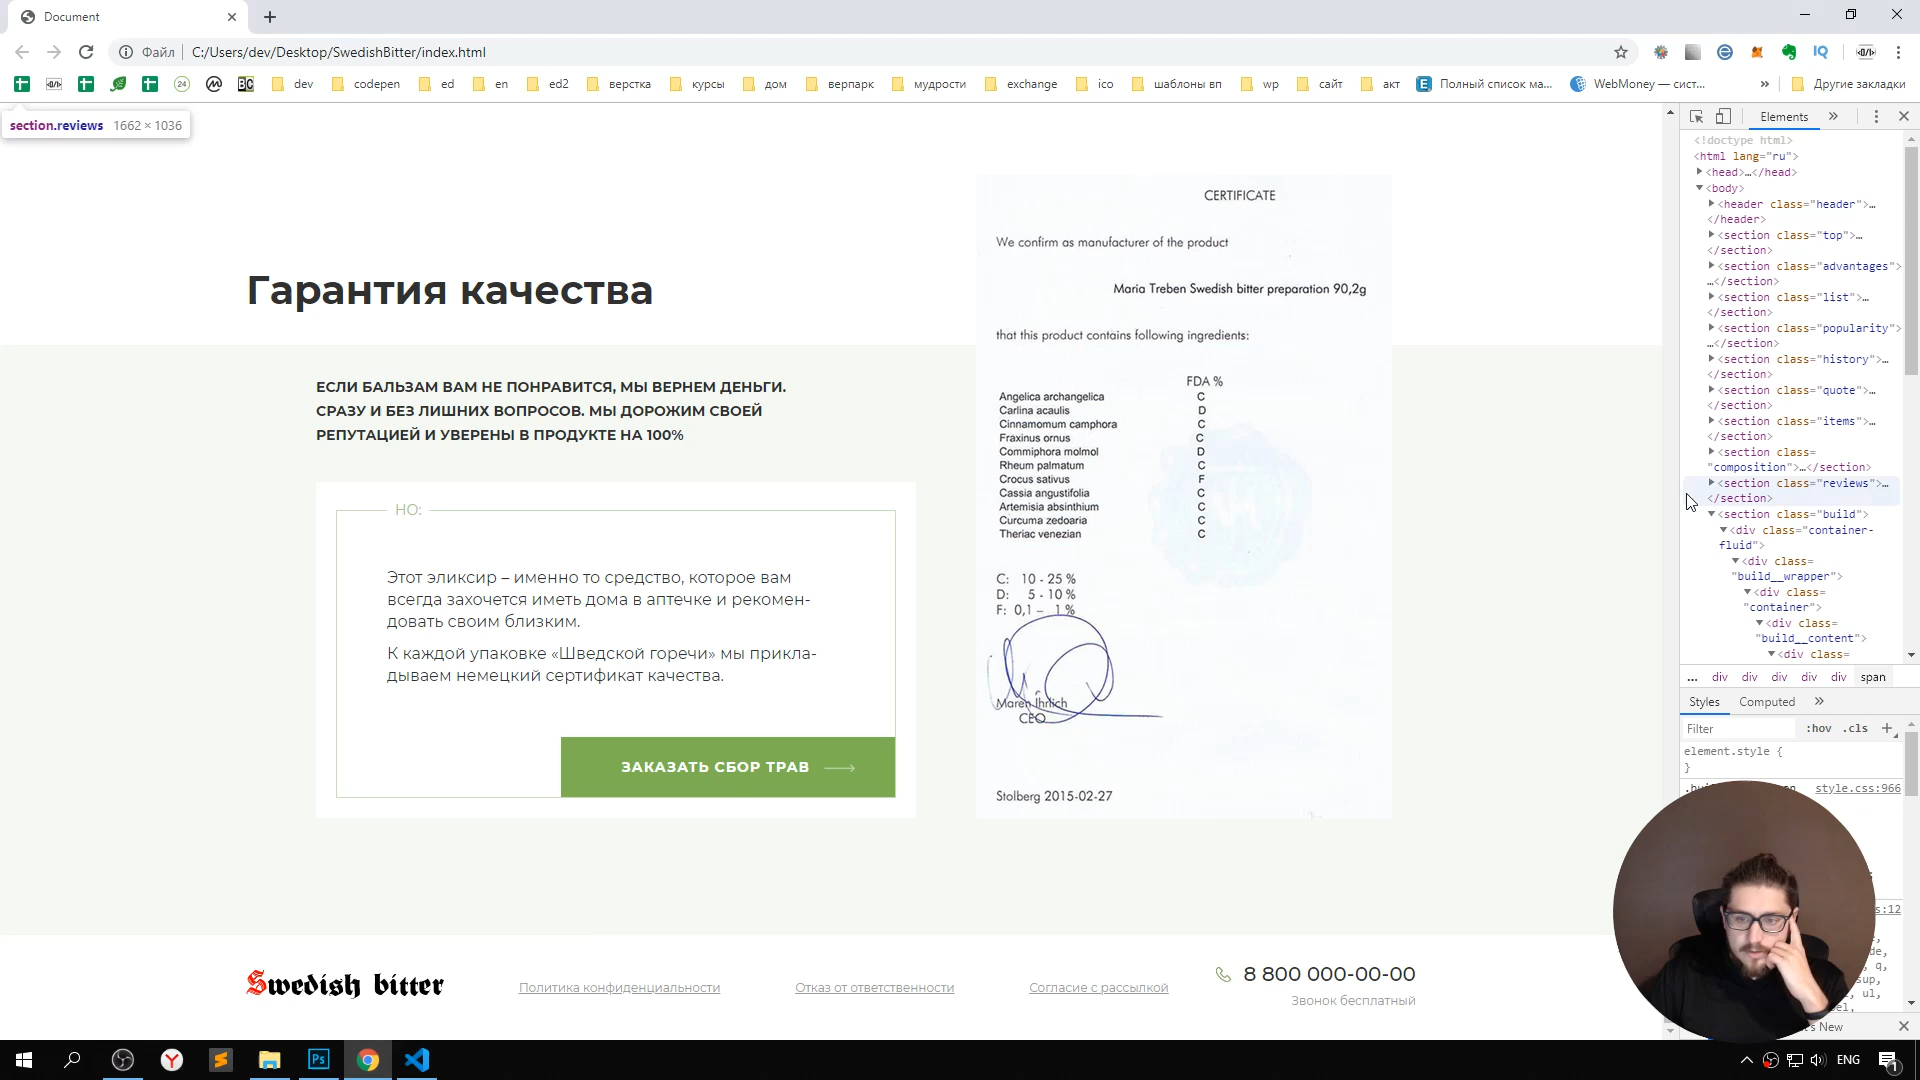 Document
Файл
C:/Users/dev/Desktop/SwedishBitter/index.html
24
BC
dev
codepen
ed
en
ed2
верстка
курсы
дом
верпарк
мудрости
exchange
ico
шаблоны вп
wp
сайт
акт
Полный список ма...
WebMoney — сист...
»
Другие закладки
section.reviews 1662 × 1036
Гарантия качества
ЕСЛИ БАЛЬЗАМ ВАМ НЕ ПОНРАВИТСЯ, МЫ ВЕРНЕМ ДЕНЬГИ.
СРАЗУ И БЕЗ ЛИШНИХ ВОПРОСОВ. МЫ ДОРОЖИМ СВОЕЙ
РЕПУТАЦИЕЙ И УВЕРЕНЫ В ПРОДУКТЕ НА 100%
НО:
Этот эликсир – именно то средство, которое вам
всегда захочется иметь дома в аптечке и рекомен-
довать своим близким.
К каждой упаковке «Шведской горечи» мы прикла-
дываем немецкий сертификат качества.
ЗАКАЗАТЬ СБОР ТРАВ
CERTIFICATE
We confirm as manufacturer of the product
Maria Treben Swedish bitter preparation 90,2g
that this product contains following ingredients:
FDA %
Angelica archangelica C
Carlina acaulis D
Cinnamomum camphora C
Fraxinus ornus C
Commiphora molmol D
Rheum palmatum C
Crocus sativus F
Cassia angustifolia C
Artemisia absinthium C
Curcuma zedoaria C
Theriac venezian C
C: 10 - 25 %
D: 5 - 10 %
F: 0,1 – 1 %
Maren Ihrlich
CEO
Stolberg 2015-02-27
Swedish bitter
Политика конфиденциальности
Отказ от ответственности
Согласие с рассылкой
8 800 000-00-00
Звонок бесплатный
Elements
»
<!doctype html>
<html lang="ru">
<head>…</head>
<body>
<header class="header">…
</header>
<section class="top">…
</section>
<section class="advantages">
…</section>
<section class="list">…
</section>
<section class="popularity">
…</section>
<section class="history">…
</section>
<section class="quote">…
</section>
<section class="items">…
</section>
<section class=
"composition">…</section>
<section class="reviews">…
</section>
<section class="build">
<div class="container-
fluid">
<div class=
"build__wrapper">
<div class=
"container">
<div class=
"build__content">
<div class=
... div div div div div span
Styles Computed »
Filter :hov .cls +
element.style {
}
style.css:966
s:12
de,
q,
sup,
ul,
el,
's New
Ps
ENG
1